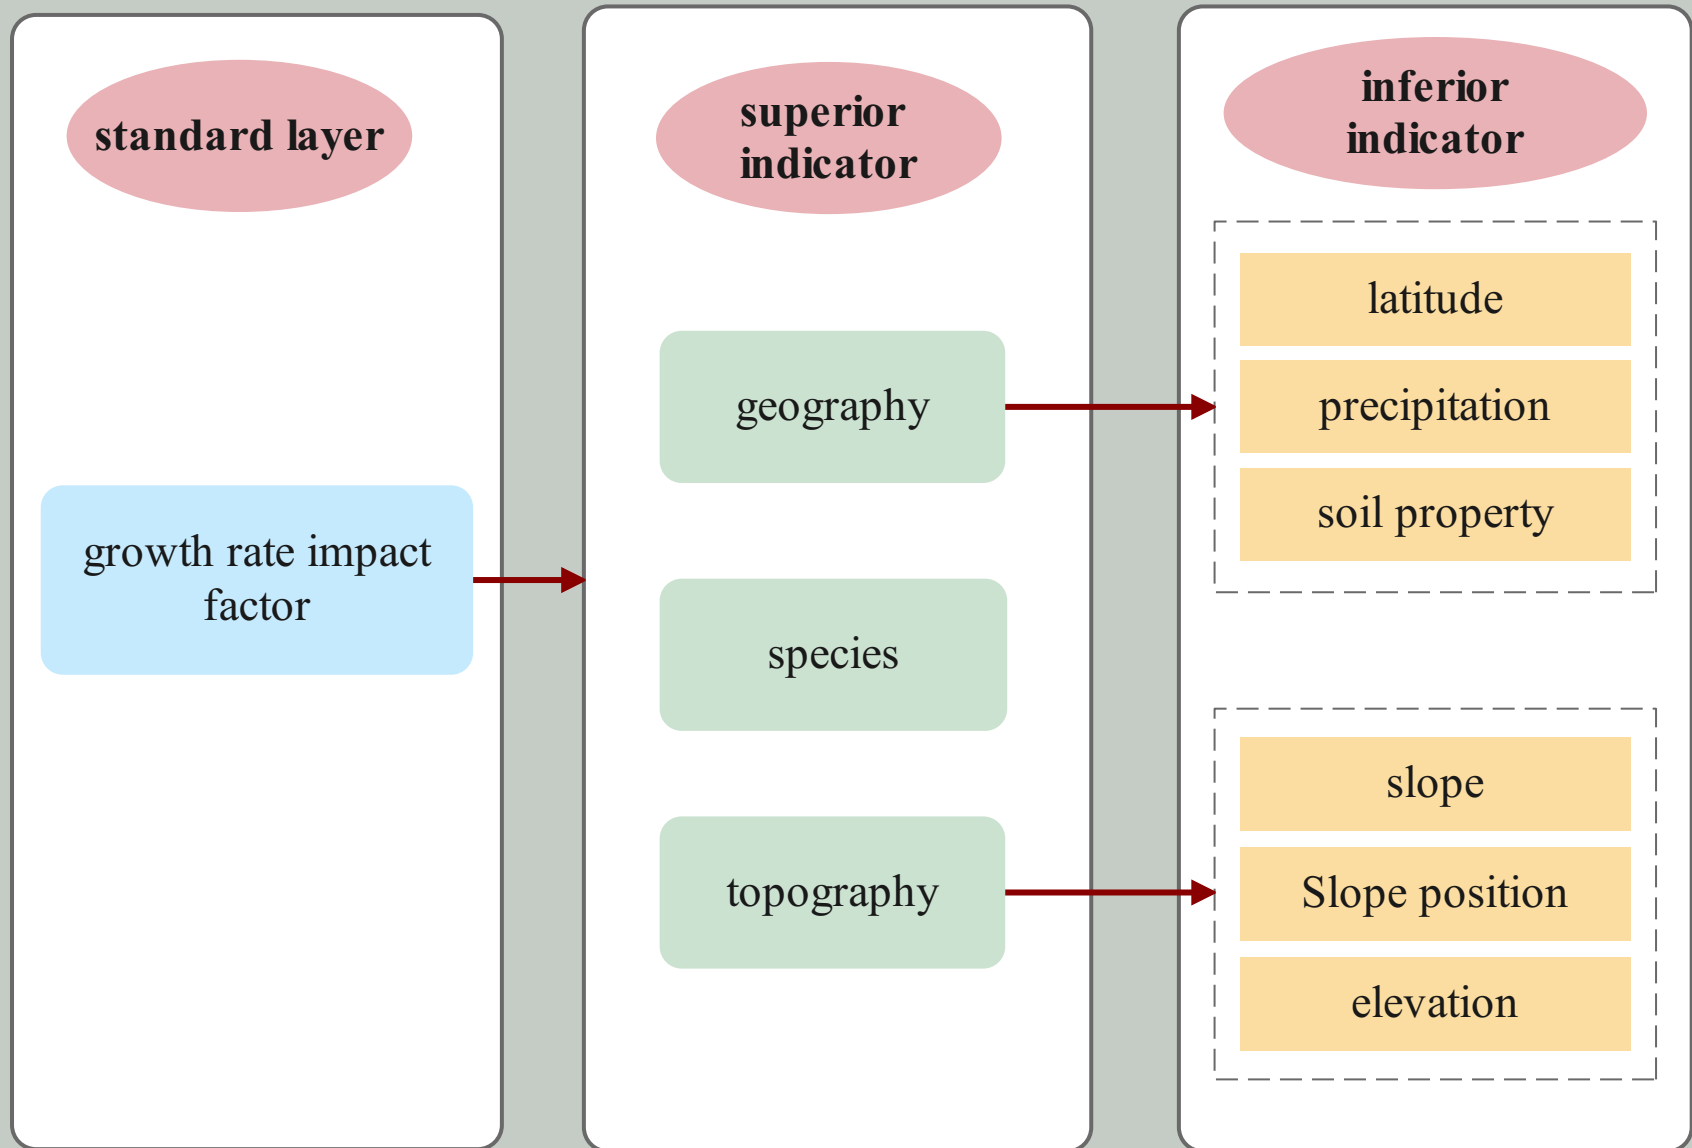 standard layer
growth rate impact
factor
superior
indicator
geography
species
topography
inferior
indicator
latitude
precipitation
soil property
slope
Slope position
elevation